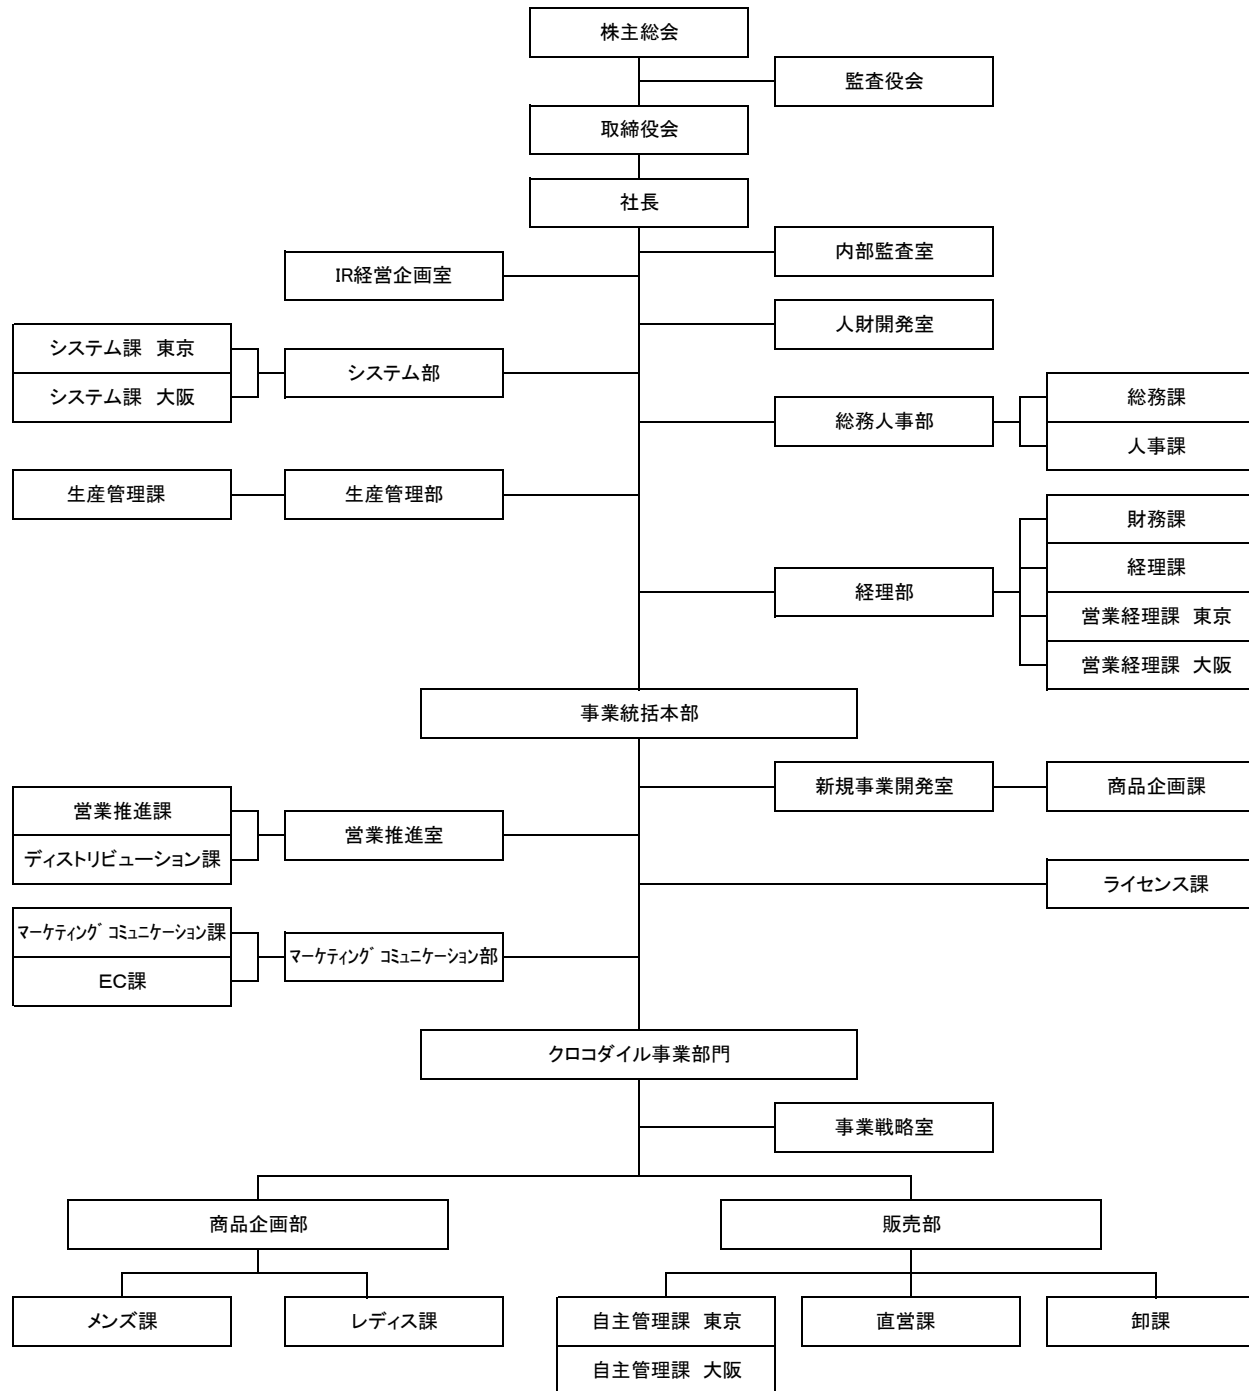 株主総会
監査役会
取締役会
社長
内部監査室
IR経営企画室
人財開発室
システム課　東京
システム部
システム課　大阪
総務課
総務人事部
人事課
生産管理課
生産管理部
財務課
経理課
経理部
営業経理課　東京
営業経理課　大阪
事業統括本部
新規事業開発室
商品企画課
営業推進課
営業推進室
ディストリビューション課
ライセンス課
ﾏｰｹﾃｨﾝｸﾞ ｺﾐｭﾆｹｰｼｮﾝ課
ﾏｰｹﾃｨﾝｸﾞ ｺﾐｭﾆｹｰｼｮﾝ部
EC課
クロコダイル事業部門
事業戦略室
商品企画部
販売部
メンズ課
レディス課
自主管理課　東京
直営課
卸課
自主管理課　大阪